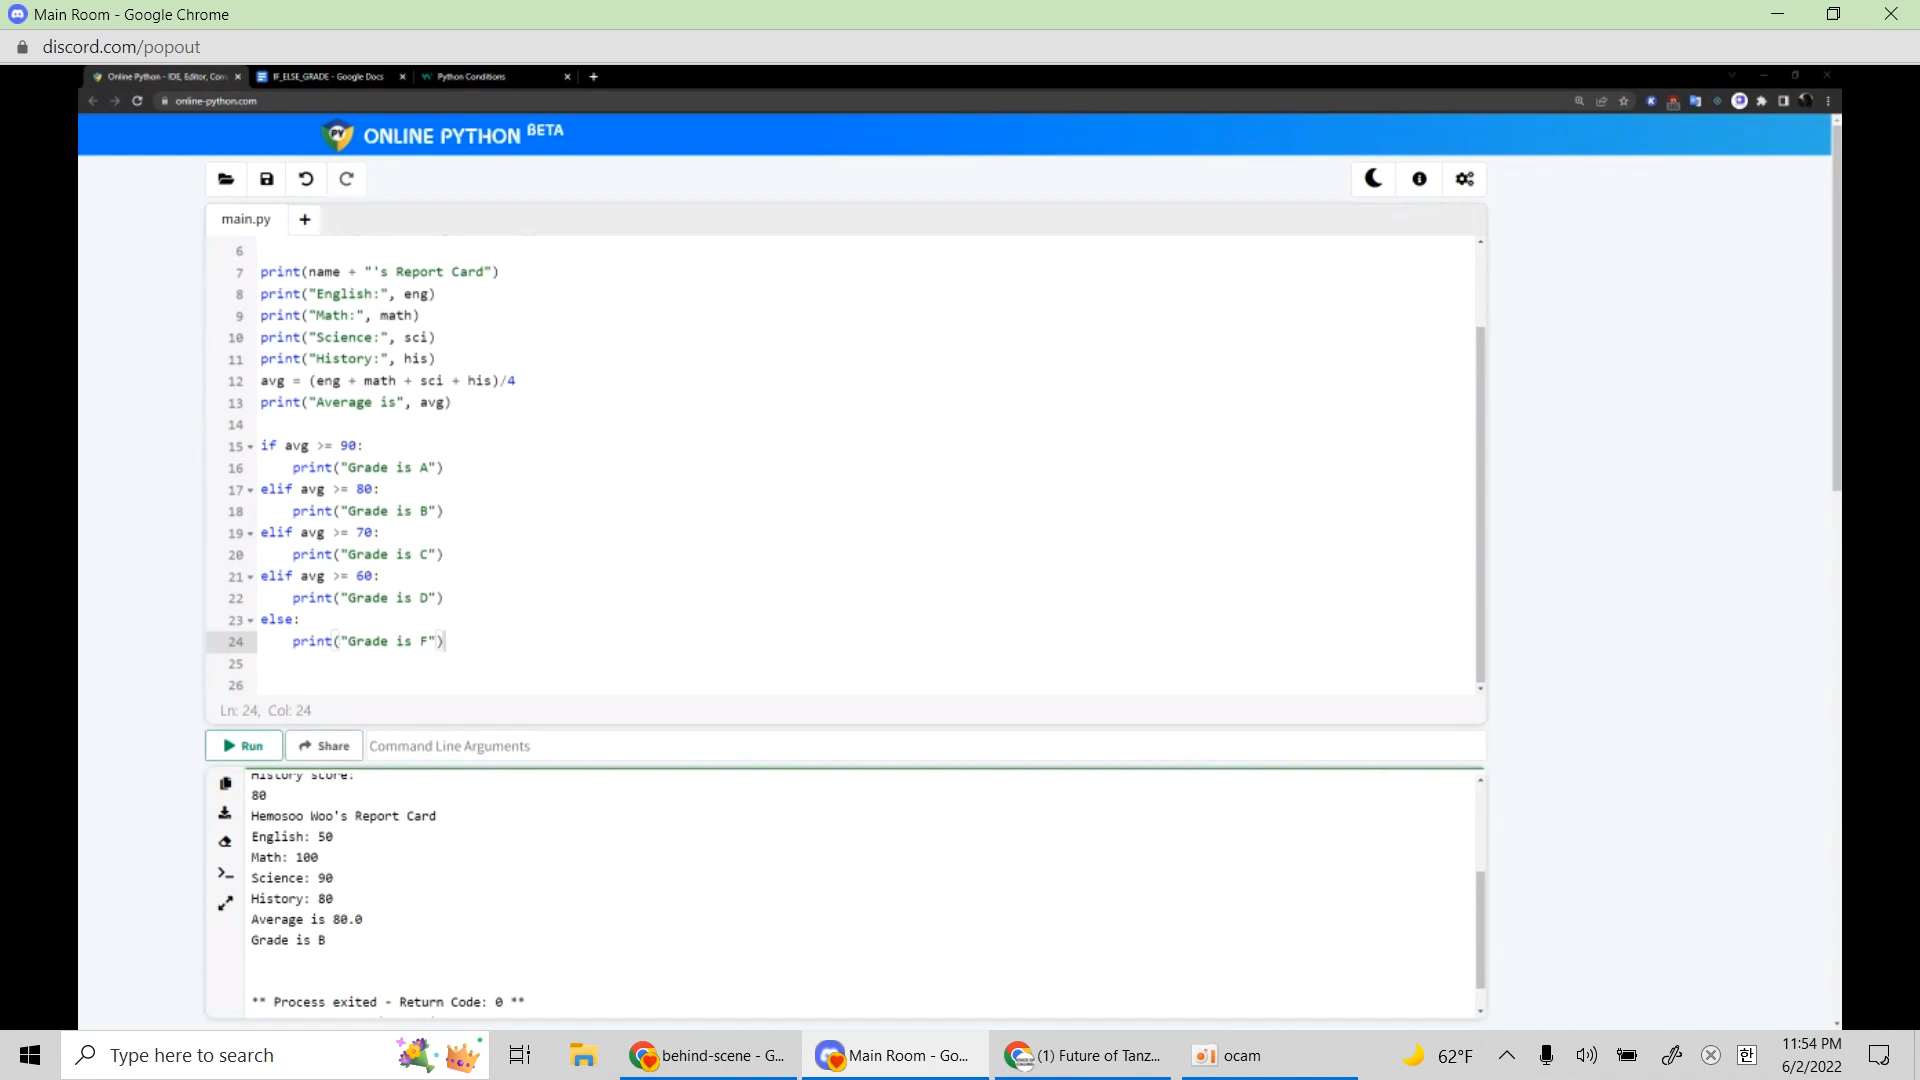 Main Room - Google Chrome
discord.com/popout
Online Python - IDE, Editor, Com
IF_ELSE_GRADE - Google Docs
Python Conditions
online-python.com
PY ONLINE PYTHON BETA
main.py
6
7 print(name + "'s Report Card")
8 print("English:", eng)
9 print("Math:", math)
10 print("Science:", sci)
11 print("History:", his)
12 avg = (eng + math + sci + his)/4
13 print("Average is", avg)
14
15 if avg >= 90:
16 print("Grade is A")
17 elif avg >= 80:
18 print("Grade is B")
19 elif avg >= 70:
20 print("Grade is C")
21 elif avg >= 60:
22 print("Grade is D")
23 else:
24 print("Grade is F")
25
26
Ln: 24, Col: 24
Run Share Command Line Arguments
History score:
80
Hemosoo Woo's Report Card
English: 50
Math: 100
Science: 90
History: 80
Average is 80.0
Grade is B
** Process exited - Return Code: 0 **
Type here to search
behind-scene - G...
Main Room - Go...
(1) Future of Tanz...
ocam
62°F
한
11:54 PM
6/2/2022